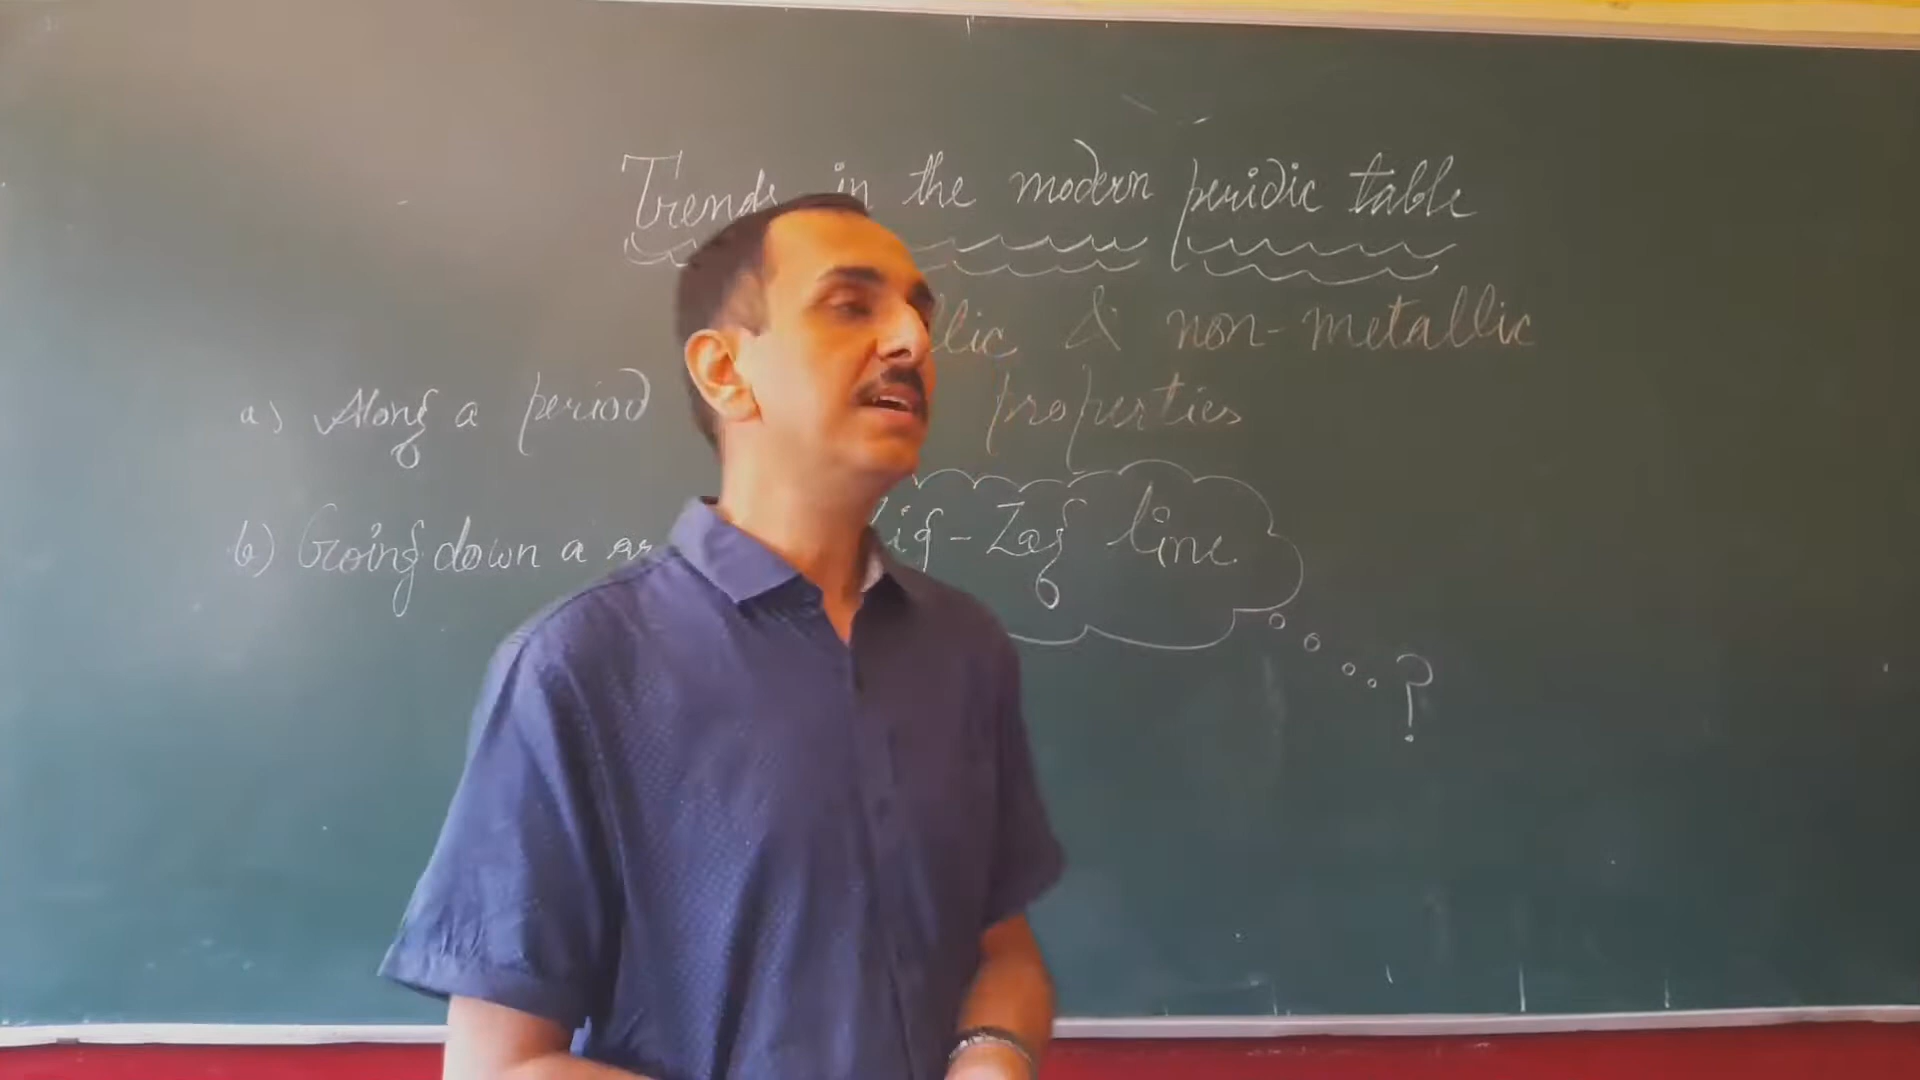 Trends in the modern peridic table
llic & non-metallic
a) Along a period properties
b) Going down a gr
ig-Zag line
?